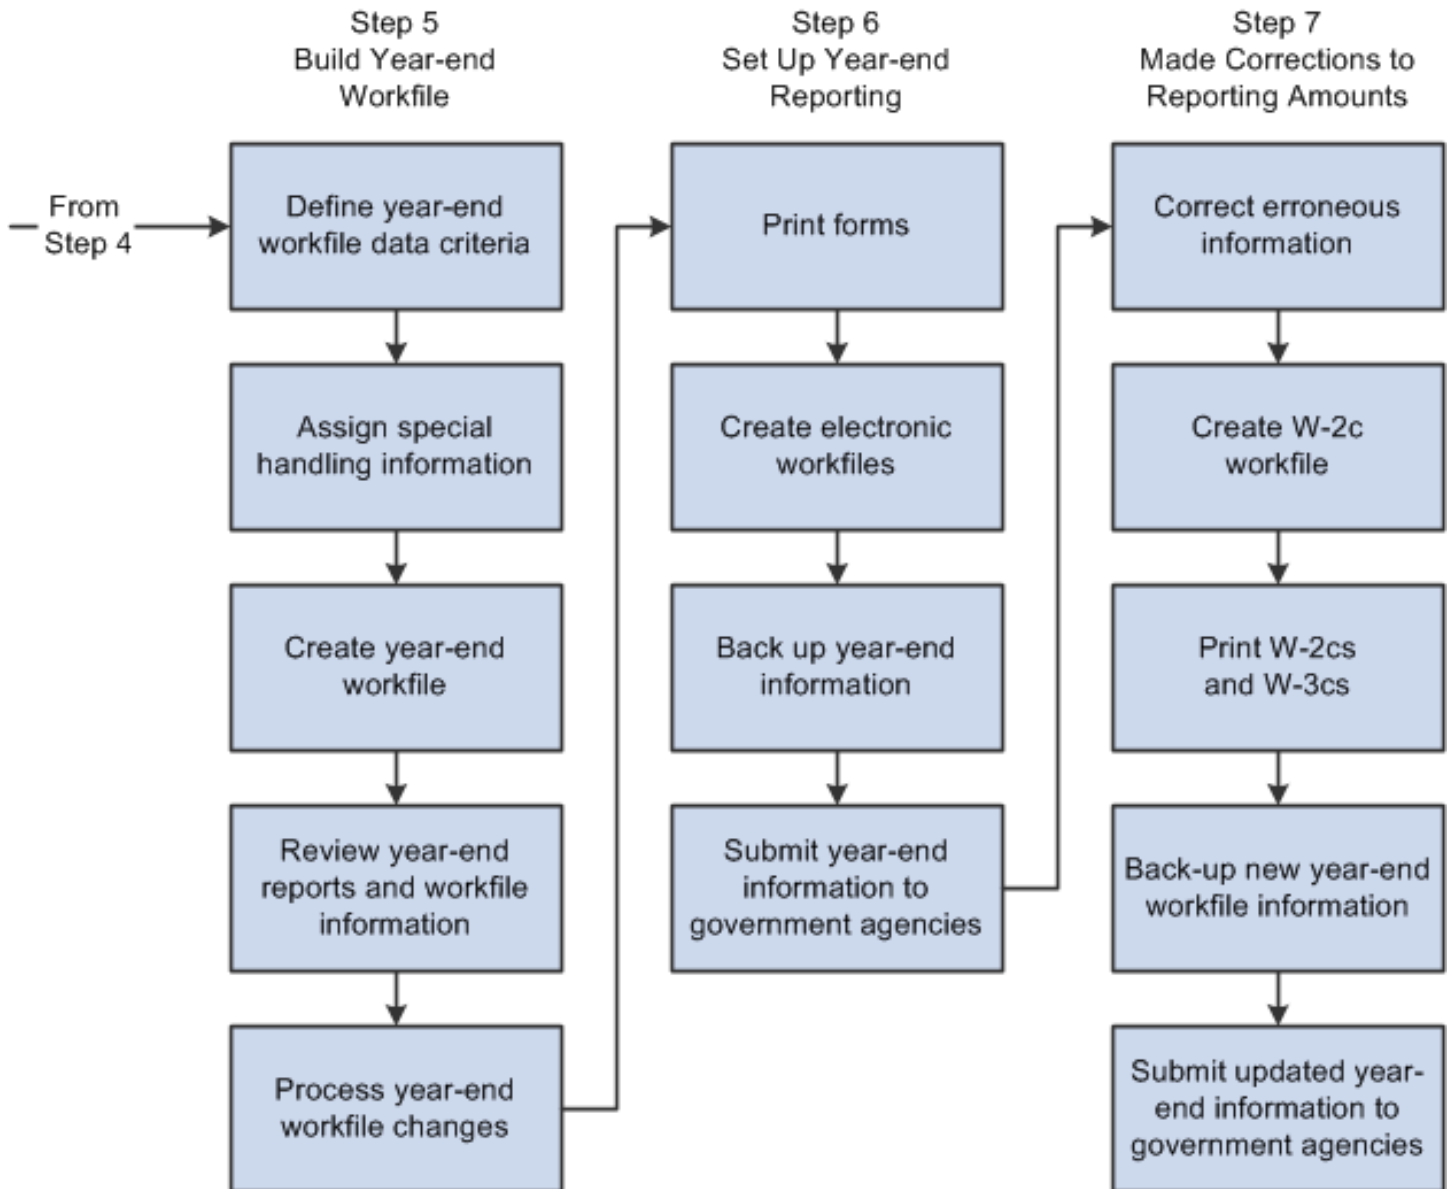 Step 5
Build Year-end
Workfile
From
Step 4
Define year-end
workfile data criteria
Assign special
handling information
Create year-end
workfile
Review year-end
reports and workfile
information
Process year-end
workfile changes
Step 6
Set Up Year-end
Reporting
Print forms
Create electronic
workfiles
Back up year-end
information
Submit year-end
information to
government agencies
Step 7
Made Corrections to
Reporting Amounts
Correct erroneous
information
Create W-2c
workfile
Print W-2cs
and W-3cs
Back-up new year-end
workfile information
Submit updated year-
end information to
government agencies